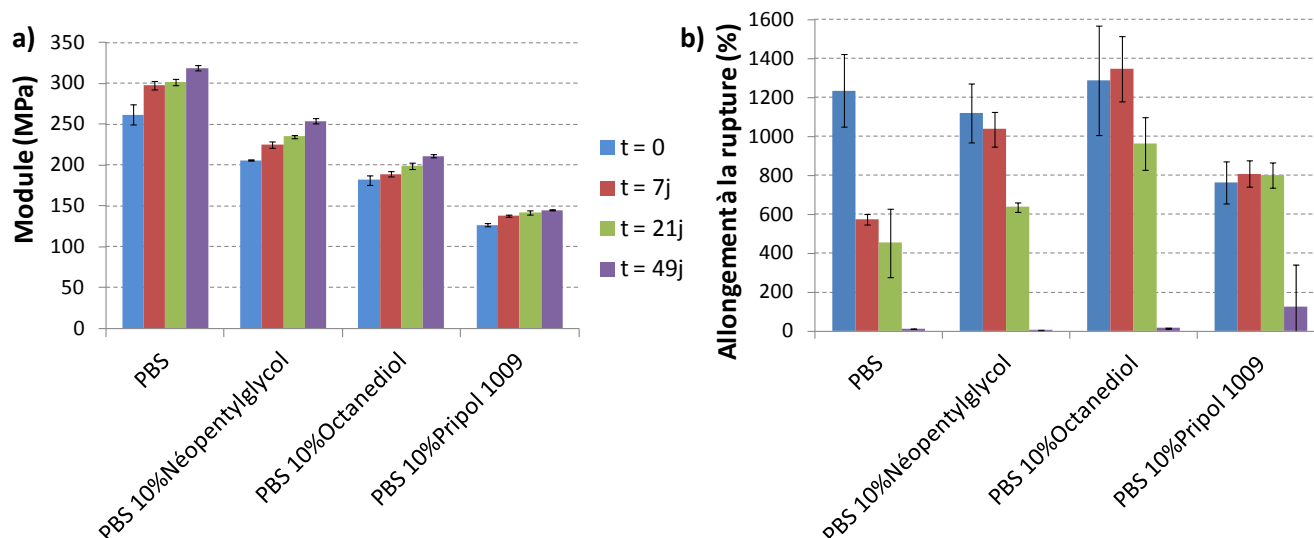 a)
Module (MPa)
350
300
250
200
150
100
50
0
PBS
PBS 10%Néopentylglycol
PBS 10%Octanediol
PBS 10%Pripol 1009
t = 0
t = 7j
t = 21j
t = 49j
b)
Allongement à la rupture (%)
1600
1400
1200
1000
800
600
400
200
0
PBS
PBS 10%Néopentylglycol
PBS 10%Octanediol
PBS 10%Pripol 1009